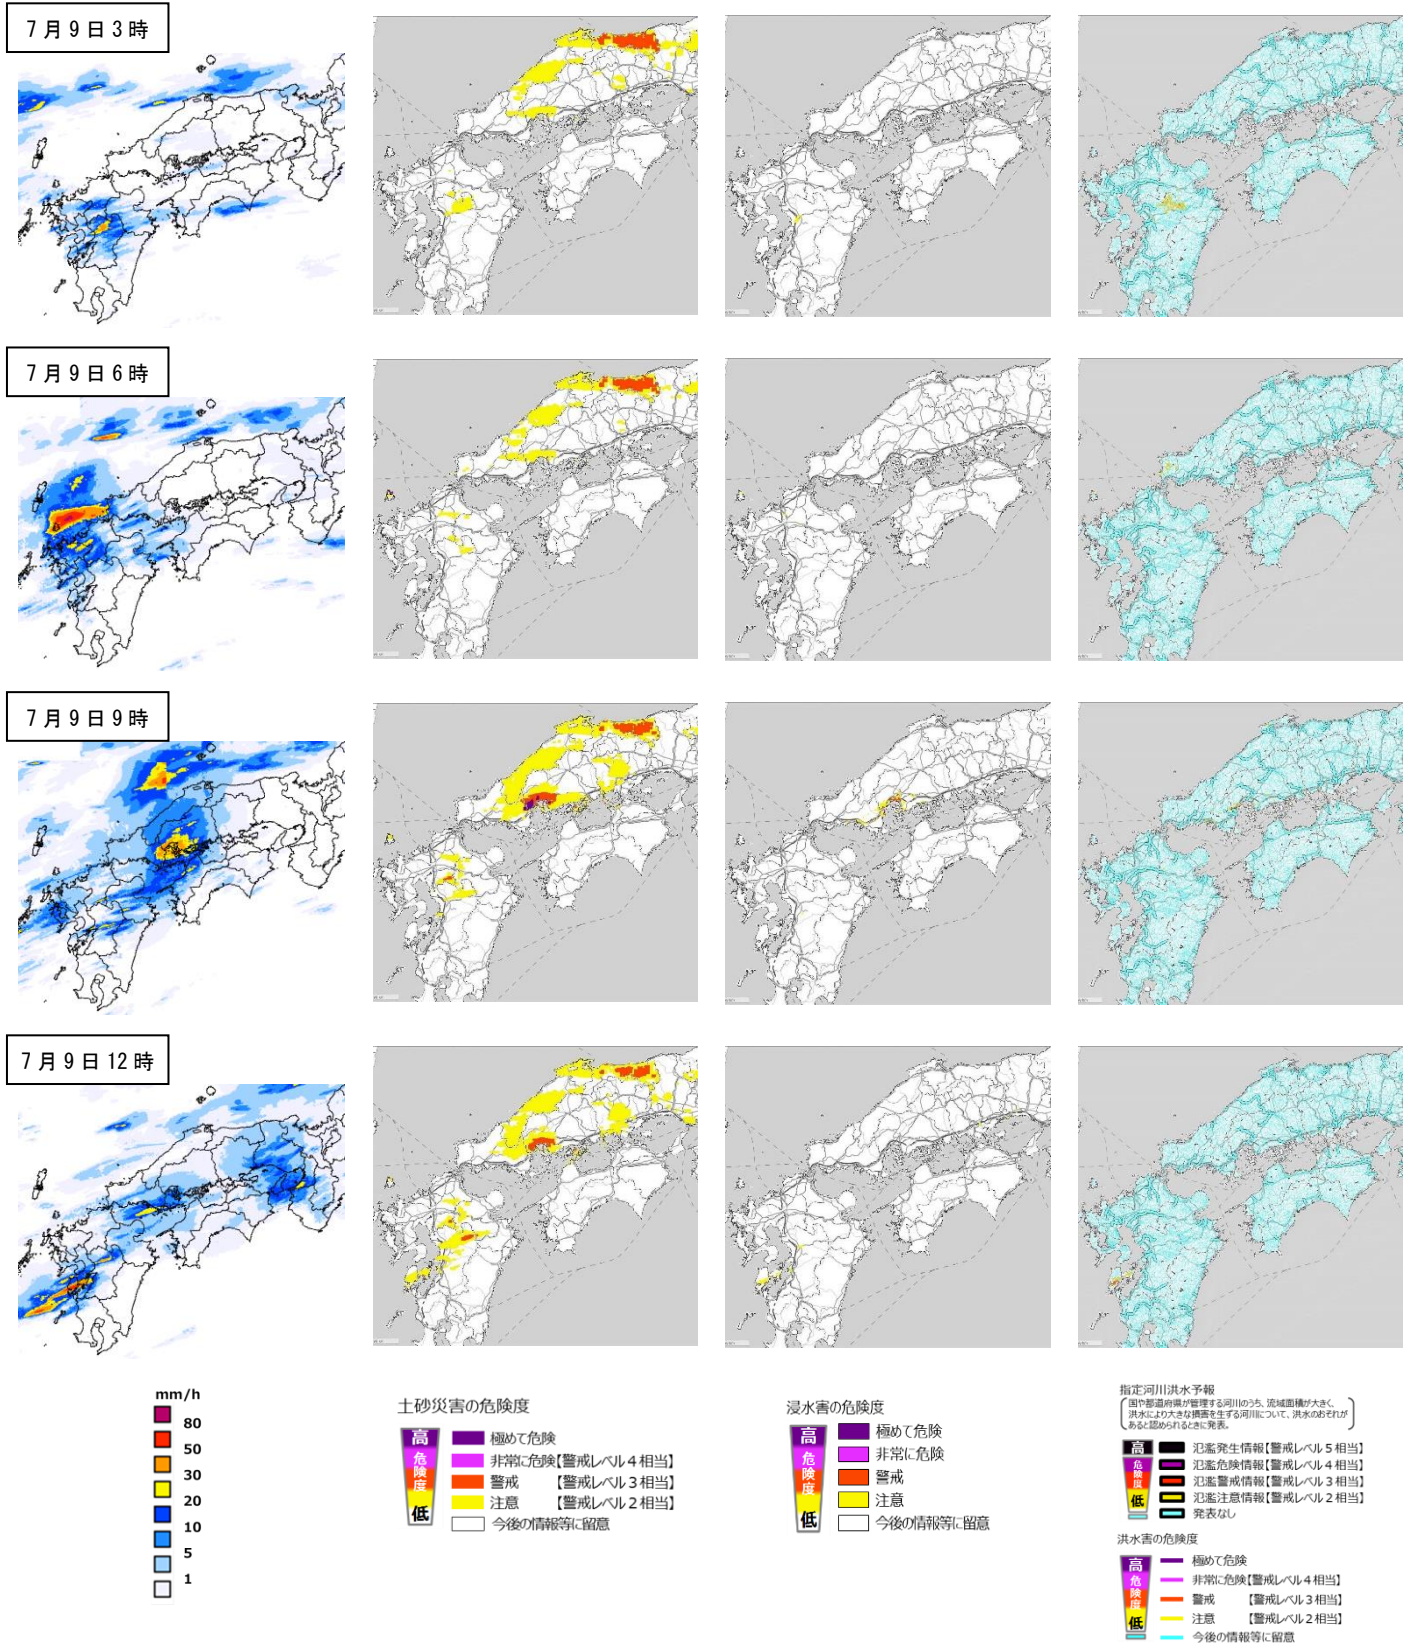 7月9日3時
7月9日6時
7月9日9時
7月9日12時
mm/h
80
50
30
20
10
5
1
土砂災害の危険度
高
危険度
低
極めて危険
非常に危険【警戒レベル4相当】
警戒 【警戒レベル3相当】
注意 【警戒レベル2相当】
今後の情報等に留意
浸水害の危険度
高
危険度
低
極めて危険
非常に危険
警戒
注意
今後の情報等に留意
指定河川洪水予報
国や都道府県が管理する河川のうち、流域面積が大きく、
洪水により大きな損害を生ずる河川について、洪水のおそれが
あると認められるときに発表。
高
危険度
低
氾濫発生情報【警戒レベル5相当】
氾濫危険情報【警戒レベル4相当】
氾濫警戒情報【警戒レベル3相当】
氾濫注意情報【警戒レベル2相当】
発表なし
洪水害の危険度
高
危険度
低
極めて危険
非常に危険【警戒レベル4相当】
警戒 【警戒レベル3相当】
注意 【警戒レベル2相当】
今後の情報等に留意